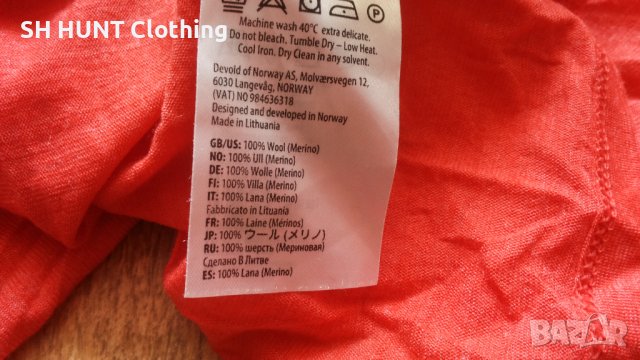 SH HUNT Clothing
Machine wash 40°C extra delicate.
Do not bleach. Tumble Dry – Low Heat.
Cool Iron. Dry Clean in any solvent.
Devold of Norway AS, Molværsvegen 12,
6030 Langevåg, NORWAY
(VAT) NO 984636318
Designed and developed in Norway
Made in Lithuania
GB/US: 100% Wool (Merino)
NO: 100% Ull (Merino)
DE: 100% Wolle (Merino)
FI: 100% Villa (Merino)
IT: 100% Lana (Merino)
Fabbricato in Lituania
FR: 100% Laine (Mérinos)
JP: 100% ウール (メリノ)
RU: 100% шерсть (Мериновая)
Сделано В Литве
ES: 100% Lana (Merino)
BAZAR